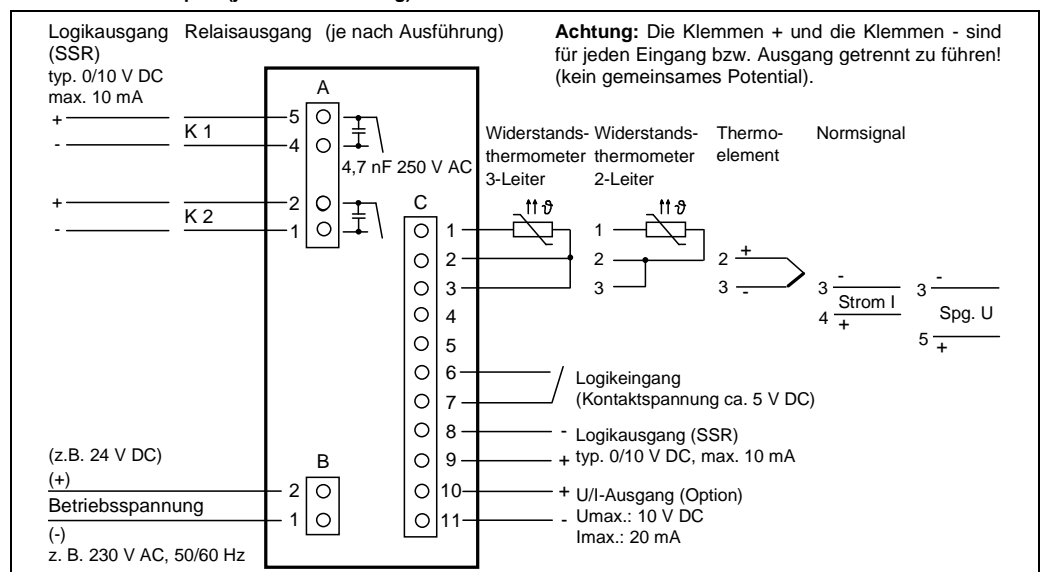 Logikausgang Relaisausgang (je nach Ausführung)
(SSR)
typ. 0/10 V DC
max. 10 mA
Achtung: Die Klemmen + und die Klemmen - sind
für jeden Eingang bzw. Ausgang getrennt zu führen!
(kein gemeinsames Potential).
A
+ K 1 5
- 4
4,7 nF 250 V AC
+ K 2 2
- 1
Widerstands-
thermometer
3-Leiter
Widerstands-
thermometer
2-Leiter
Thermo-
element
Normsignal
C
ϑ
ϑ
1
2
3
4
5
6
7
8
9
10
11
1
2
3
2 +
3 -
3 -
Strom I
4 +
3 -
Spg. U
5 +
Logikeingang
(Kontaktspannung ca. 5 V DC)
- Logikausgang (SSR)
+ typ. 0/10 V DC, max. 10 mA
+ U/I-Ausgang (Option)
- Umax.: 10 V DC
Imax.: 20 mA
(z.B. 24 V DC)
(+)
Betriebsspannung
(-)
z. B. 230 V AC, 50/60 Hz
B
2
1